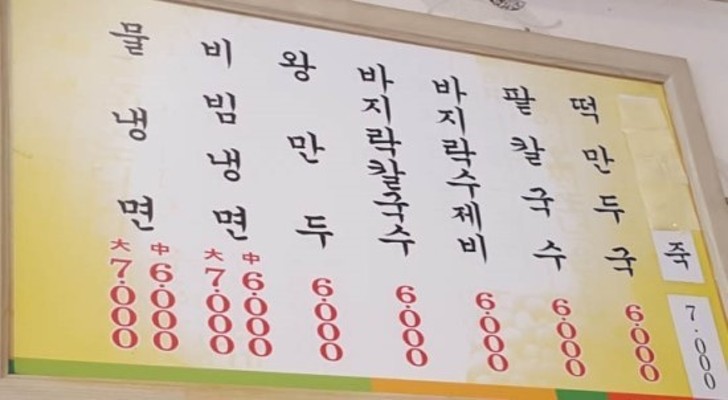 물냉면
大 7.000
中 6.000
비빔냉면
大 7.000
中 6.000
왕만두
6.000
바지락칼국수
6.000
바지락수제비
6.000
팥칼국수
6.000
떡만두국
6.000
죽
7.000